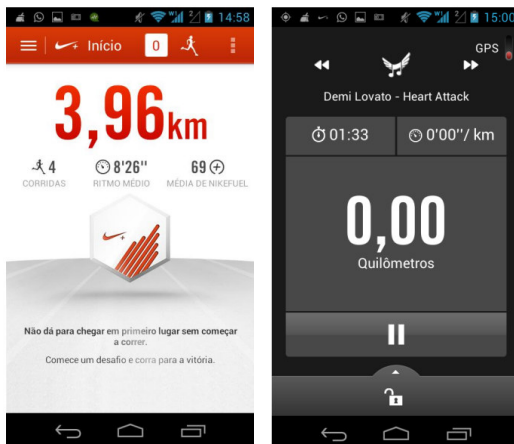 14:58
Início
0
3,96km
4
CORRIDAS
8'26"
RITMO MÉDIO
69
MÉDIA DE NIKEFUEL
Não dá para chegar em primeiro lugar sem começar
a correr.
Comece um desafio e corra para a vitória.
15:00
GPS
Demi Lovato - Heart Attack
01:33
0'00''/ km
0,00
Quilômetros